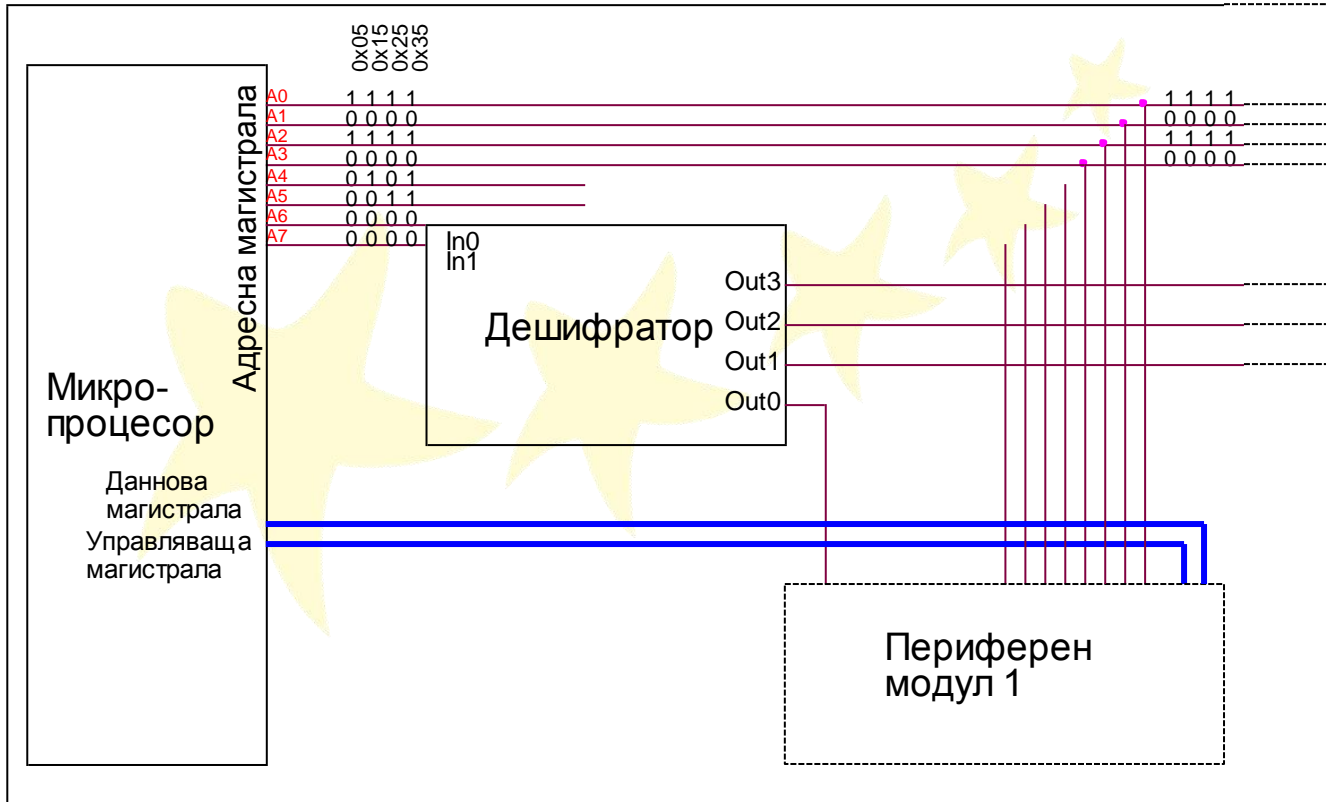 0x05
0x15
0x25
0x35
Адресна магистрала
A0 1 1 1 1 1 1 1 1
A1 0 0 0 0 0 0 0 0
A2 1 1 1 1 1 1 1 1
A3 0 0 0 0 0 0 0 0
A4 0 1 0 1
A5 0 0 1 1
A6 0 0 0 0
A7 0 0 0 0
In0
In1
Out3
Дешифратор Out2
Out1
Out0
Микро-
процесор
Даннова
магистрала
Управляваща
магистрала
Периферен
модул 1